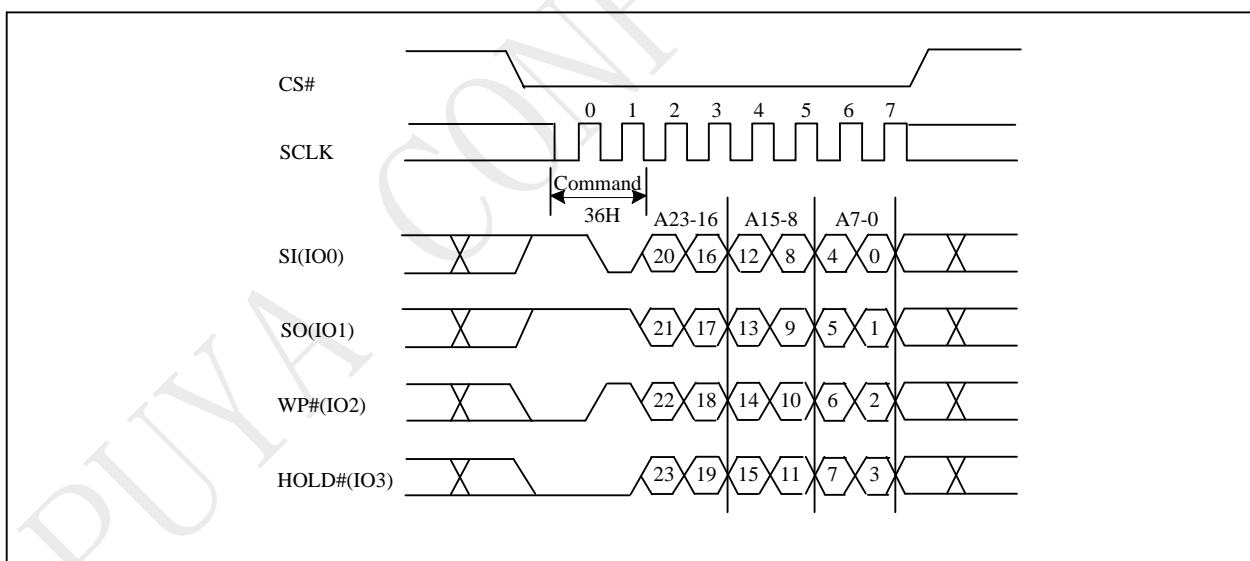 PUYA CONF
CS#
0 1 2 3 4 5 6 7
SCLK
Command
36H
A23-16 A15-8 A7-0
SI(IO0) 20 16 12 8 4 0
SO(IO1) 21 17 13 9 5 1
WP#(IO2) 22 18 14 10 6 2
HOLD#(IO3) 23 19 15 11 7 3